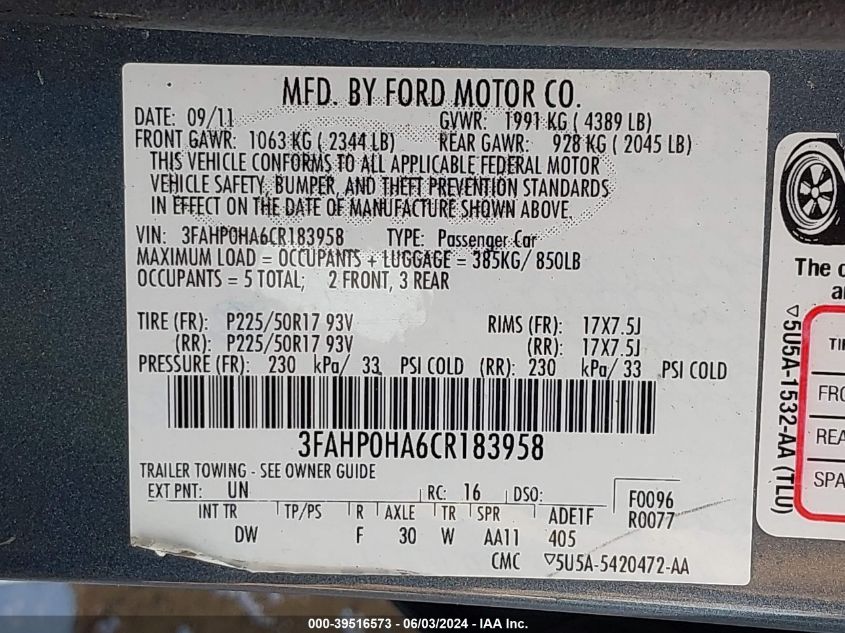 MFD. BY FORD MOTOR CO.
DATE: 09/11 GVWR: 1991 KG ( 4389 LB)
FRONT GAWR: 1063 KG ( 2344 LB) REAR GAWR: 928 KG ( 2045 LB)
THIS VEHICLE CONFORMS TO ALL APPLICABLE FEDERAL MOTOR
VEHICLE SAFETY, BUMPER, AND THEFT PREVENTION STANDARDS
IN EFFECT ON THE DATE OF MANUFACTURE SHOWN ABOVE.
VIN: 3FAHP0HA6CR183958 TYPE: Passenger Car
MAXIMUM LOAD = OCCUPANTS + LUGGAGE = 385KG/ 850LB
OCCUPANTS = 5 TOTAL; 2 FRONT, 3 REAR
TIRE (FR): P225/50R17 93V RIMS (FR): 17X7.5J
(RR): P225/50R17 93V (RR): 17X7.5J
PRESSURE (FR): 230 kPa/ 33 PSI COLD (RR): 230 kPa/ 33 PSI COLD
3FAHP0HA6CR183958
TRAILER TOWING - SEE OWNER GUIDE
EXT PNT: UN RC: 16 DSO: F0096
R0077
INT TR TP/PS R AXLE TR SPR ADE1F
DW F 30 W AA11 405
CMC ▽5U5A-5420472-AA
The c
a
▽5U5A-1532-AA (TLU)
TI
FRO
REA
SPA
000-39516573 - 06/03/2024 - IAAI Inc.